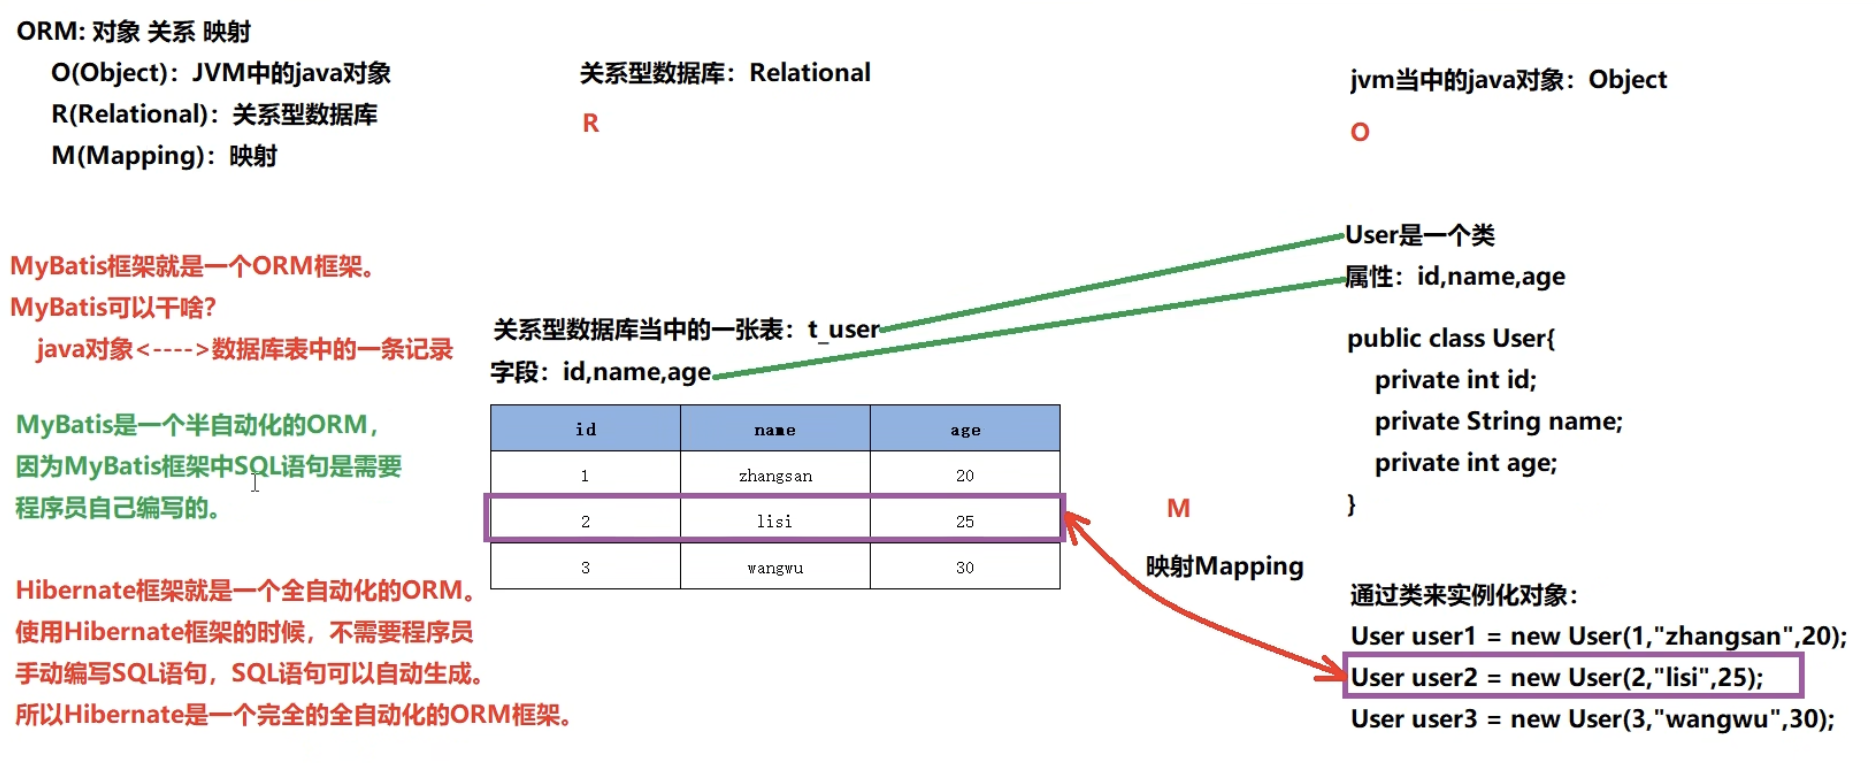 ORM: 对象 关系 映射
O(Object)：JVM中的java对象
R(Relational)：关系型数据库
M(Mapping)：映射
MyBatis框架就是一个ORM框架。
MyBatis可以干啥？
java对象<---->数据库表中的一条记录
MyBatis是一个半自动化的ORM，
因为MyBatis框架中SQL语句是需要
程序员自己编写的。
Hibernate框架就是一个全自动化的ORM。
使用Hibernate框架的时候，不需要程序员
手动编写SQL语句，SQL语句可以自动生成。
所以Hibernate是一个完全的全自动化的ORM框架。
关系型数据库：Relational
R
关系型数据库当中的一张表：t_user
字段：id,name,age
id name age
1 zhangsan 20
2 lisi 25
3 wangwu 30
M
映射Mapping
jvm当中的java对象：Object
O
User是一个类
属性：id,name,age
public class User{
private int id;
private String name;
private int age;
}
通过类来实例化对象：
User user1 = new User(1,"zhangsan",20);
User user2 = new User(2,"lisi",25);
User user3 = new User(3,"wangwu",30);